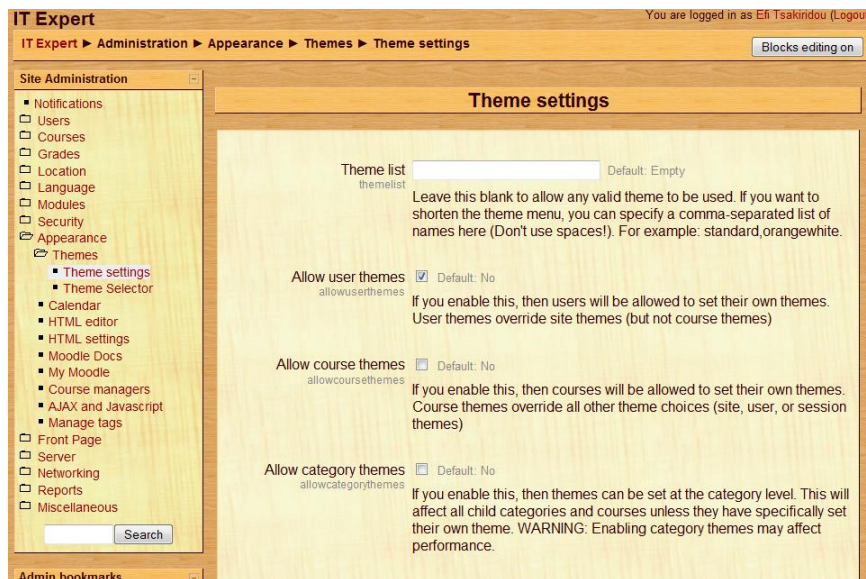 IT Expert
You are logged in as Efi Tsakiridou (Logou
IT Expert ► Administration ► Appearance ► Themes ► Theme settings
Blocks editing on
Site Administration
Notifications
Users
Courses
Grades
Location
Language
Modules
Security
Appearance
Themes
Theme settings
Theme Selector
Calendar
HTML editor
HTML settings
Moodle Docs
My Moodle
Course managers
AJAX and Javascript
Manage tags
Front Page
Server
Networking
Reports
Miscellaneous
Search
Admin bookmarks
Theme settings
Theme list
themelist
Default: Empty
Leave this blank to allow any valid theme to be used. If you want to
shorten the theme menu, you can specify a comma-separated list of
names here (Don't use spaces!). For example: standard,orangewhite.
Allow user themes
allowuserthemes
Default: No
If you enable this, then users will be allowed to set their own themes.
User themes override site themes (but not course themes)
Allow course themes
allowcoursethemes
Default: No
If you enable this, then courses will be allowed to set their own themes.
Course themes override all other theme choices (site, user, or session
themes)
Allow category themes
allowcategorythemes
Default: No
If you enable this, then themes can be set at the category level. This will
affect all child categories and courses unless they have specifically set
their own theme. WARNING: Enabling category themes may affect
performance.